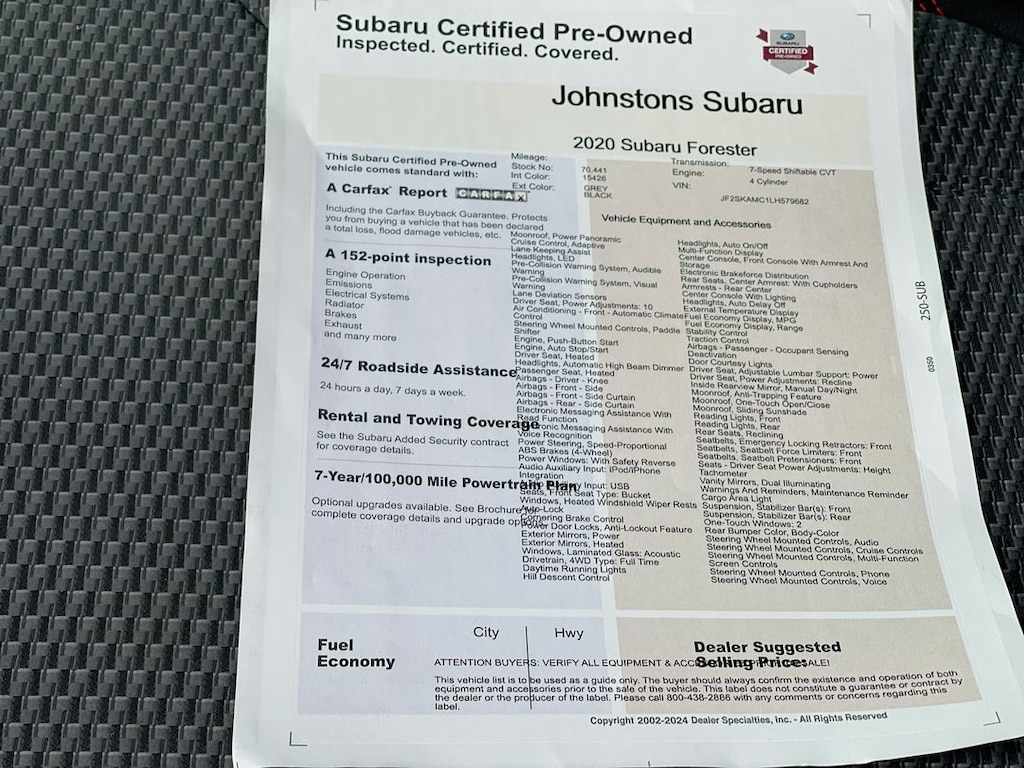 Subaru Certified Pre-Owned
Inspected. Certified. Covered.
SUBARU
CERTIFIED
PRE-OWNED
Johnstons Subaru
2020 Subaru Forester
This Subaru Certified Pre-Owned
vehicle comes standard with:
Mileage: 70,441
Stock No: 15426
Int Color: GREY
Ext Color: BLACK
Transmission: 7-Speed Shiftable CVT
Engine: 4 Cylinder
VIN: JF2SKAMC1LH579682
A Carfax® Report CARFAX
Including the Carfax Buyback Guarantee. Protects
you from buying a vehicle that has been declared
a total loss, flood damage vehicles, etc.
A 152-point inspection
Engine Operation
Emissions
Electrical Systems
Radiator
Brakes
Exhaust
and many more
24/7 Roadside Assistance
24 hours a day, 7 days a week.
Rental and Towing Coverage
See the Subaru Added Security contract
for coverage details.
7-Year/100,000 Mile Powertrain Plan
Optional upgrades available. See Brochure for
complete coverage details and upgrade options.
Vehicle Equipment and Accessories
Moonroof, Power Panoramic
Cruise Control, Adaptive
Lane Keeping Assist
Headlights, LED
Pre-Collision Warning System, Audible
Warning
Pre-Collision Warning System, Visual
Warning
Lane Deviation Sensors
Driver Seat, Power Adjustments: 10
Air Conditioning - Front - Automatic Climate
Control
Steering Wheel Mounted Controls, Paddle
Shifter
Engine, Push-Button Start
Engine, Auto Stop/Start
Driver Seat, Heated
Headlights, Automatic High Beam Dimmer
Passenger Seat, Heated
Airbags - Driver - Knee
Airbags - Front - Side
Airbags - Front - Side Curtain
Airbags - Rear - Side Curtain
Electronic Messaging Assistance With
Read Function
Electronic Messaging Assistance With
Voice Recognition
Power Steering, Speed-Proportional
ABS Brakes (4-Wheel)
Power Windows: With Safety Reverse
Audio Auxiliary Input: IPod/iPhone
Integration
Audio Auxiliary Input: USB
Seats, Front Seat Type: Bucket
Windows, Heated Windshield Wiper Rests
Auto-Lock
Cornering Brake Control
Power Door Locks, Anti-Lockout Feature
Exterior Mirrors, Power
Exterior Mirrors, Heated
Windows, Laminated Glass: Acoustic
Drivetrain, 4WD Type: Full Time
Daytime Running Lights
Hill Descent Control
Headlights, Auto On/Off
Multi-Function Display
Center Console, Front Console With Armrest And
Storage
Electronic Brakeforce Distribution
Rear Seats, Center Armrest: With Cupholders
Armrests - Rear Center
Center Console With Lighting
Headlights, Auto Delay Off
External Temperature Display
Fuel Economy Display, MPG
Fuel Economy Display, Range
Stability Control
Traction Control
Airbags - Passenger - Occupant Sensing
Deactivation
Door Courtesy Lights
Driver Seat, Adjustable Lumbar Support: Power
Driver Seat, Power Adjustments: Recline
Inside Rearview Mirror, Manual Day/Night
Moonroof, Anti-Trapping Feature
Moonroof, One-Touch Open/Close
Moonroof, Sliding Sunshade
Reading Lights, Front
Reading Lights, Rear
Rear Seats, Reclining
Seatbelts, Emergency Locking Retractors: Front
Seatbelts, Seatbelt Force Limiters: Front
Seatbelts, Seatbelt Pretensioners: Front
Seats - Driver Seat Power Adjustments: Height
Tachometer
Vanity Mirrors, Dual Illuminating
Warnings And Reminders, Maintenance Reminder
Cargo Area Light
Suspension, Stabilizer Bar(s): Front
Suspension, Stabilizer Bar(s): Rear
One-Touch Windows: 2
Rear Bumper Color, Body-Color
Steering Wheel Mounted Controls, Audio
Steering Wheel Mounted Controls, Cruise Controls
Steering Wheel Mounted Controls, Multi-Function
Screen Controls
Steering Wheel Mounted Controls, Phone
Steering Wheel Mounted Controls, Voice
250-SUB
0350
Fuel
Economy
City
Hwy
Dealer Suggested
Selling Price:
ATTENTION BUYERS: VERIFY ALL EQUIPMENT & SALE!
This vehicle list is to be used as a guide only. The buyer should always confirm the existence and operation of both
equipment and accessories prior to the sale of the vehicle. This label does not constitute a guarantee or contract by
the dealer or the producer of the label. Please call 800-438-2886 with any comments or concerns regarding this
label.
Copyright 2002-2024 Dealer Specialties, Inc. - All Rights Reserved